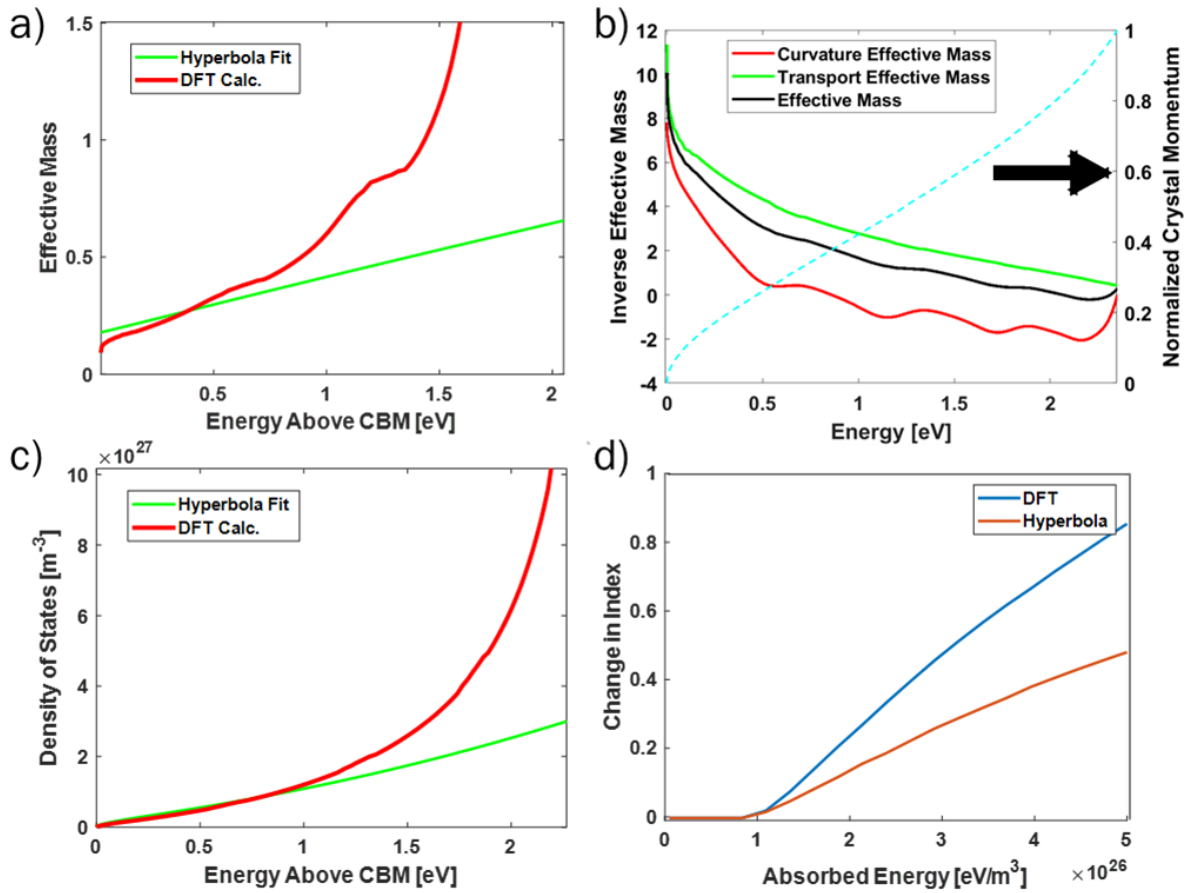 a)
1.5
1
0.5
0
Effective Mass
Hyperbola Fit
DFT Calc.
0.5
1
1.5
2
Energy Above CBM [eV]
b)
12
10
8
6
4
2
0
-2
-4
Inverse Effective Mass
Curvature Effective Mass
Transport Effective Mass
Effective Mass
1
0.8
0.6
0.4
0.2
0
Normalized Crystal Momentum
0
0.5
1
1.5
2
Energy [eV]
c)
× 10^27
10
8
6
4
2
0
Density of States [m^-3]
Hyperbola Fit
DFT Calc.
0
0.5
1
1.5
2
Energy Above CBM [eV]
d)
1
0.8
0.6
0.4
0.2
0
Change in Index
DFT
Hyperbola
0
1
2
3
4
5
Absorbed Energy [eV/m^3]
× 10^26